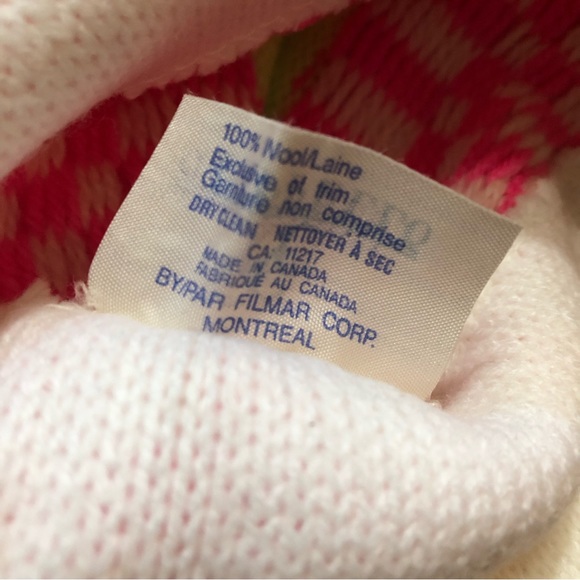 100% Wool/Laine
Exclusive of trim
Garniture non comprise
DRY CLEAN NETTOYER À SEC
CA 11217
MADE IN CANADA
FABRIQUÉ AU CANADA
BY/PAR FILMAR CORP.
MONTREAL